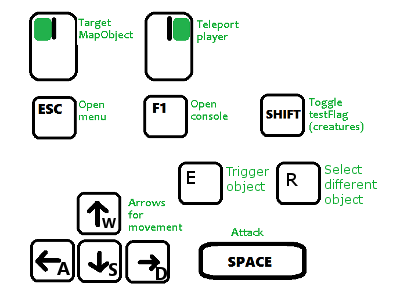 Target
MapObject
Teleport
player
ESC
Open
menu
F1
Open
console
SHIFT
Toggle
testFlag
(creatures)
E
Trigger
object
R
Select
different
object
W
Arrows
for
movement
A
S
D
Attack
SPACE